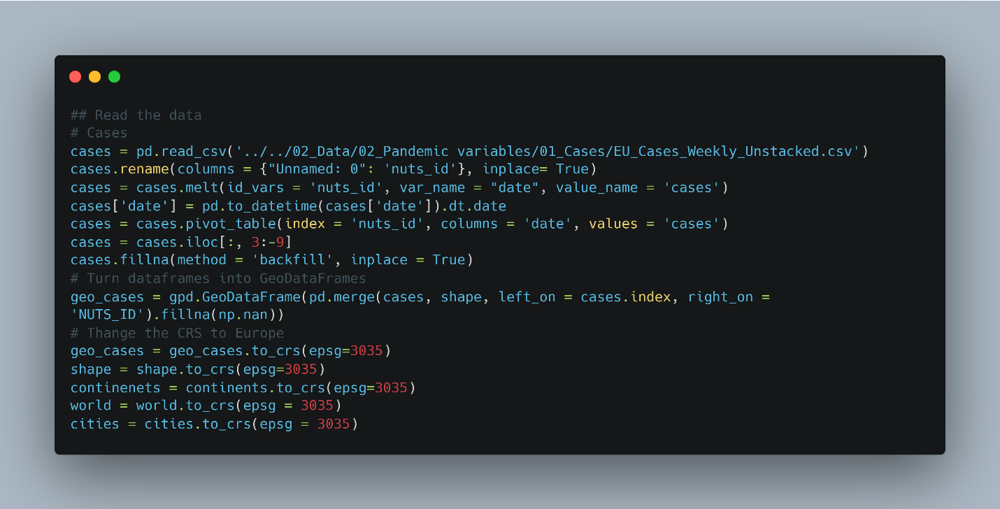 ## Read the data
# Cases
cases = pd.read_csv('../../02_Data/02_Pandemic variables/01_Cases/EU_Cases_Weekly_Unstacked.csv')
cases.rename(columns = {"Unnamed: 0": 'nuts_id'}, inplace= True)
cases = cases.melt(id_vars = 'nuts_id', var_name = "date", value_name = 'cases')
cases['date'] = pd.to_datetime(cases['date']).dt.date
cases = cases.pivot_table(index = 'nuts_id', columns = 'date', values = 'cases')
cases = cases.iloc[:, 3:-9]
cases.fillna(method = 'backfill', inplace = True)
# Turn dataframes into GeoDataFrames
geo_cases = gpd.GeoDataFrame(pd.merge(cases, shape, left_on = cases.index, right_on =
'NUTS_ID').fillna(np.nan))
# Thange the CRS to Europe
geo_cases = geo_cases.to_crs(epsg=3035)
shape = shape.to_crs(epsg=3035)
continenets = continents.to_crs(epsg=3035)
world = world.to_crs(epsg = 3035)
cities = cities.to_crs(epsg = 3035)